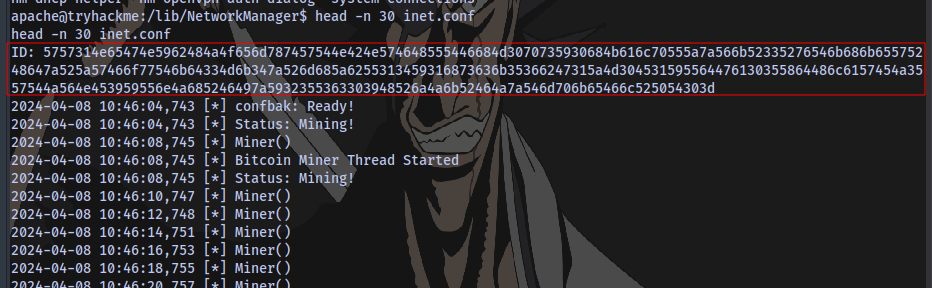 apache@tryhackme:/lib/NetworkManager$ head -n 30 inet.conf
head -n 30 inet.conf
ID: 5757314e65474e5962484a4f656d787457544e424e574648555446684d3070735930684b616c70555a7a566b52335276546b686b655752
48647a525a57466f77546b64334d6b347a526d685a6255313459316873636b35366247315a4d30453159556447613035586448​6c6157454a35
57544a564e453959556e4a685246497a59323553633039​48526a4a6b52464a7a546d706b65466c525054303d
2024-04-08 10:46:04,743 [*] confbak: Ready!
2024-04-08 10:46:04,743 [*] Status: Mining!
2024-04-08 10:46:08,745 [*] Miner()
2024-04-08 10:46:08,745 [*] Bitcoin Miner Thread Started
2024-04-08 10:46:08,745 [*] Status: Mining!
2024-04-08 10:46:10,747 [*] Miner()
2024-04-08 10:46:12,748 [*] Miner()
2024-04-08 10:46:14,751 [*] Miner()
2024-04-08 10:46:16,753 [*] Miner()
2024-04-08 10:46:18,755 [*] Miner()
2024-04-08 10:46:20,757 [*] Miner()